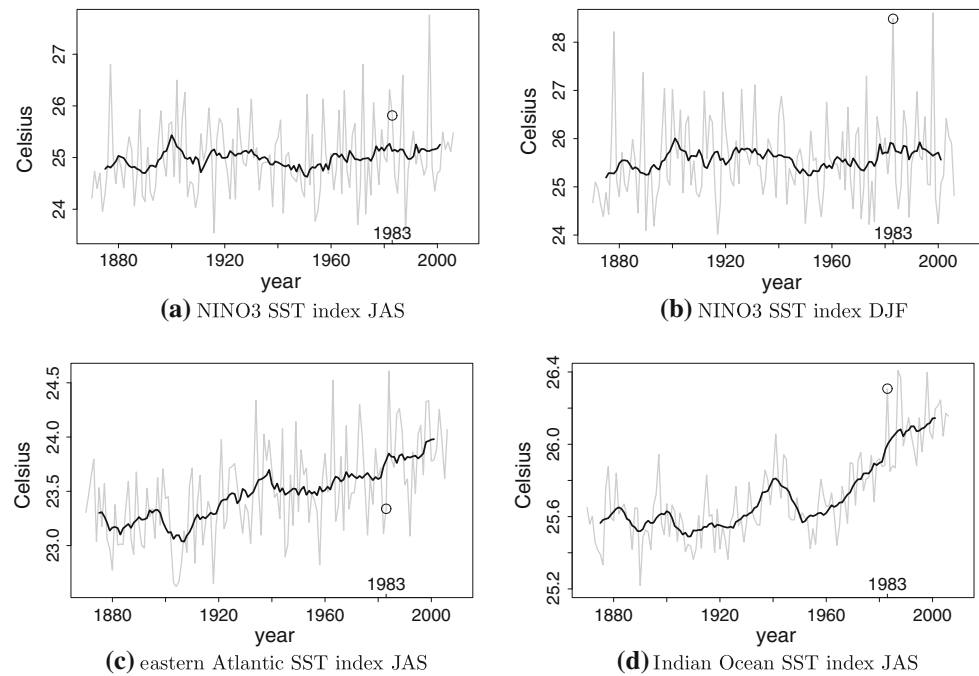 27
26
25
24
Celsius
1983
1880 1920 1960 2000
year
(a) NINO3 SST index JAS
28
27
26
25
24
Celsius
1983
1880 1920 1960 2000
year
(b) NINO3 SST index DJF
24.5
24.0
23.5
23.0
Celsius
1983
1880 1920 1960 2000
year
(c) eastern Atlantic SST index JAS
26.4
26.0
25.6
25.2
Celsius
1983
1880 1920 1960 2000
year
(d) Indian Ocean SST index JAS